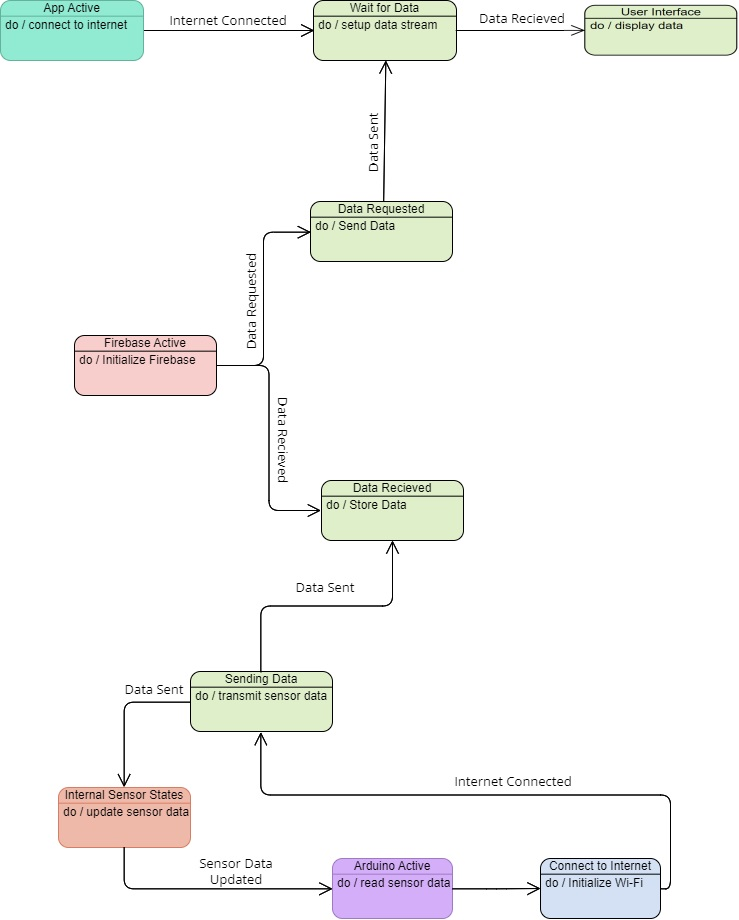 App Active
do / connect to internet
Internet Connected
Wait for Data
do / setup data stream
Data Recieved
User Interface
do / display data
Data Sent
Data Requested
do / Send Data
Data Requested
Firebase Active
do / Initialize Firebase
Data Recieved
Data Recieved
do / Store Data
Data Sent
Sending Data
do / transmit sensor data
Data Sent
Internal Sensor States
do / update sensor data
Internet Connected
Sensor Data
Updated
Arduino Active
do / read sensor data
Connect to Internet
do / Initialize Wi-Fi